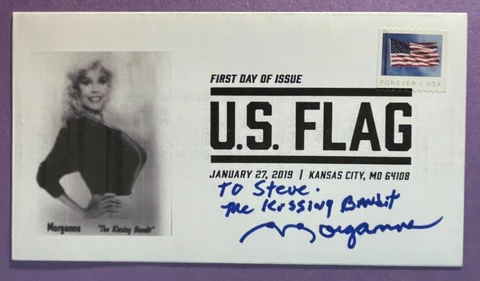 FIRST DAY OF ISSUE
U.S. FLAG
JANUARY 27, 2019 | KANSAS CITY, MO 64108
FOREVER / USA
TO Steve.
The Kissing Bandit
Morganna
Morganna "The Kissing Bandit"